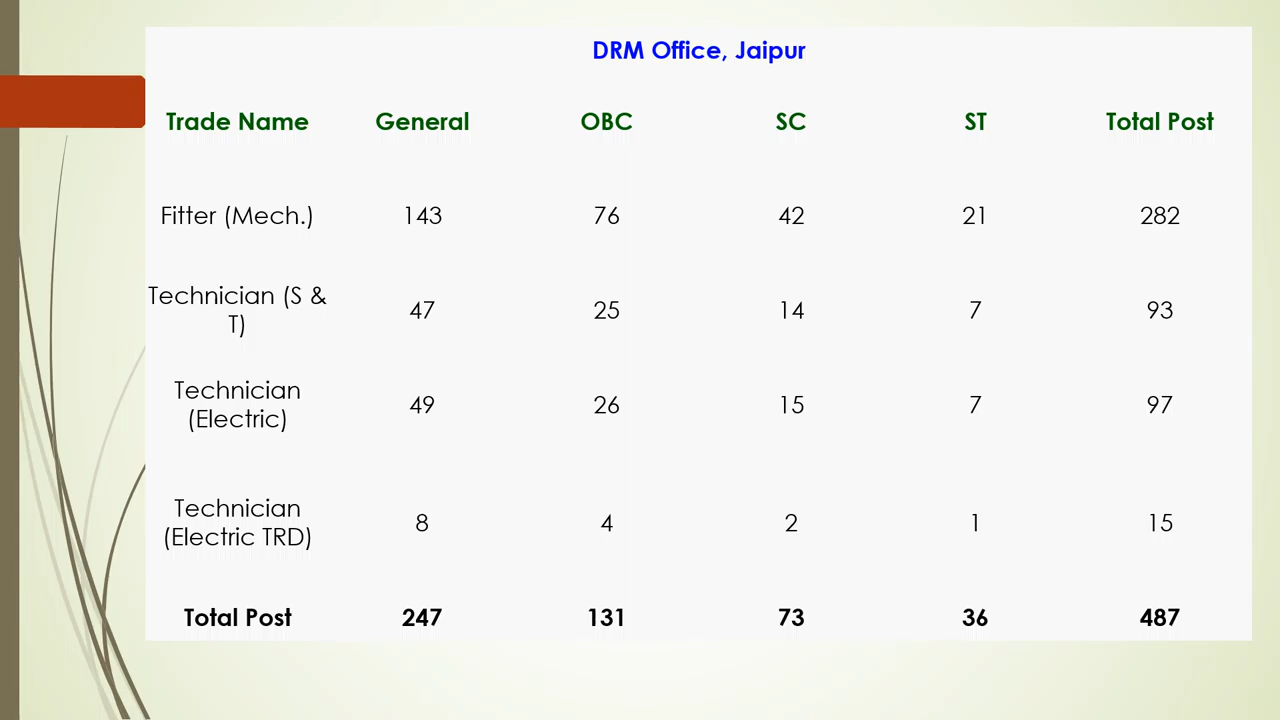 DRM Office, Jaipur
Trade Name General OBC SC ST Total Post
Fitter (Mech.) 143 76 42 21 282
Technician (S &
T) 47 25 14 7 93
Technician
(Electric) 49 26 15 7 97
Technician
(Electric TRD) 8 4 2 1 15
Total Post 247 131 73 36 487